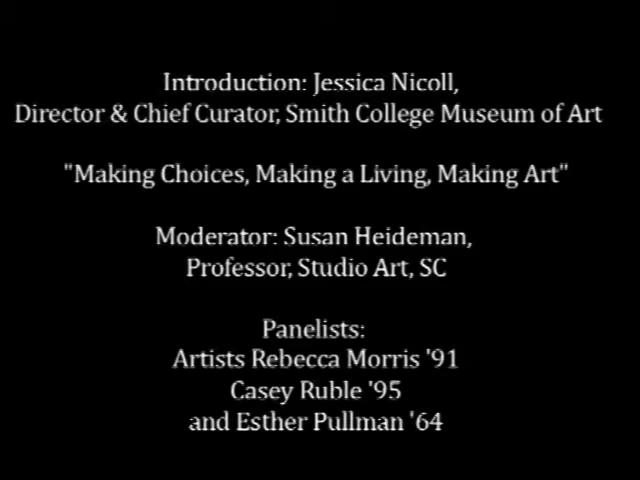 Introduction: Jessica Nicoll,
Director & Chief Curator, Smith College Museum of Art
"Making Choices, Making a Living, Making Art"
Moderator: Susan Heideman,
Professor, Studio Art, SC
Panelists:
Artists Rebecca Morris '91
Casey Ruble '95
and Esther Pullman '64